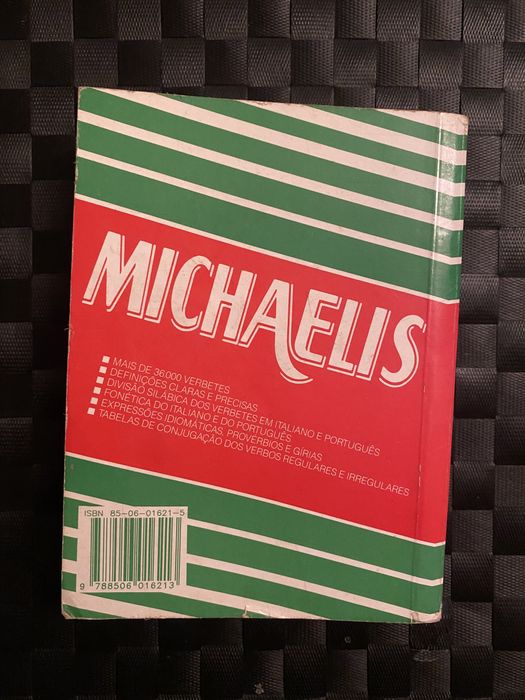 MICHAELIS
MAIS DE 36.000 VERBETES
DEFINIÇÕES CLARAS E PRECISAS
DIVISÃO SILÁBICA DOS VERBETES EM ITALIANO E PORTUGUÊS
FONÉTICA DO ITALIANO E DO PORTUGUÊS
EXPRESSÕES IDIOMÁTICAS, PROVÉRBIOS E GÍRIAS
TABELAS DE CONJUGAÇÃO DOS VERBOS REGULARES E IRREGULARES
ISBN 85-06-01621-5
9 788506 016213